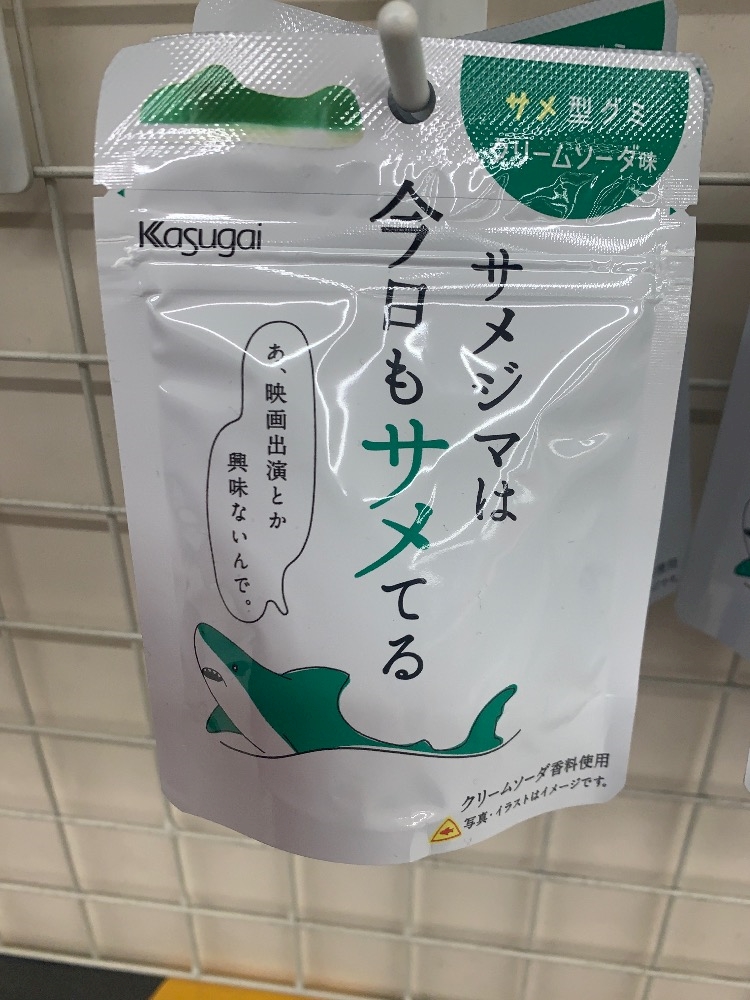 サメ型グミ
クリームソーダ味
Kasugai
サメジマは
今日もサメてる
あ、映画出演とか
興味ないんで。
クリームソーダ香料使用
写真・イラストはイメージです。